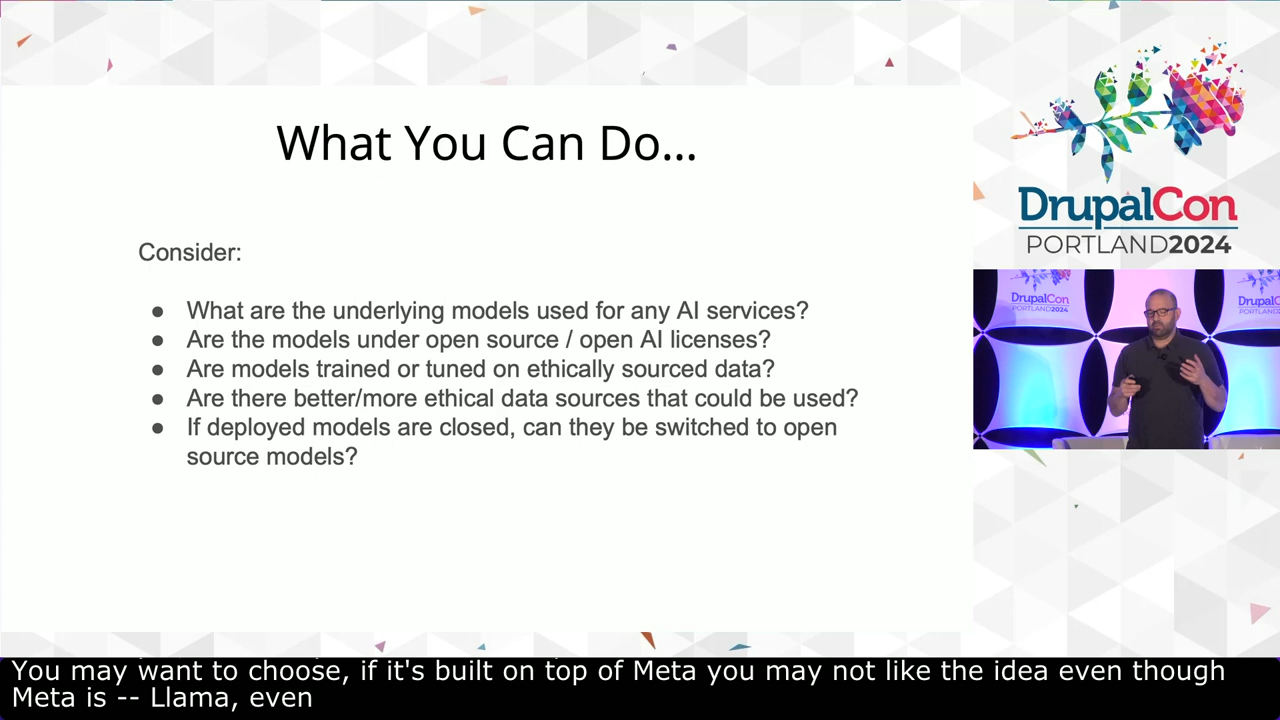 What You Can Do...
Consider:
● What are the underlying models used for any AI services?
● Are the models under open source / open AI licenses?
● Are models trained or tuned on ethically sourced data?
● Are there better/more ethical data sources that could be used?
● If deployed models are closed, can they be switched to open
source models?
DrupalCon
PORTLAND2024
DrupalCon
PORTLAND2024
You may want to choose, if it's built on top of Meta you may not like the idea even though
Meta is -- Llama, even